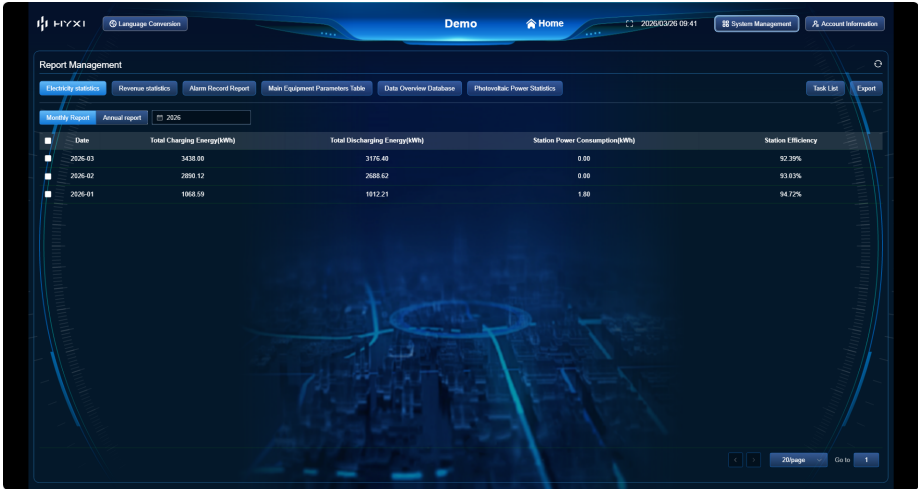 HYXI Language Conversion Demo Home 2026/03/26 09:41 System Management Account Information
Report Management
Electricity statistics Revenue statistics Alarm Record Report Main Equipment Parameters Table Data Overview Database Photovoltaic Power Statistics Task List Export
Monthly Report Annual report 2026
Date Total Charging Energy(kWh) Total Discharging Energy(kWh) Station Power Consumption(kWh) Station Efficiency
2026-03 3438.00 3176.40 0.00 92.39%
2026-02 2890.12 2688.62 0.00 93.03%
2026-01 1068.59 1012.21 1.80 94.72%
20/page Go to 1